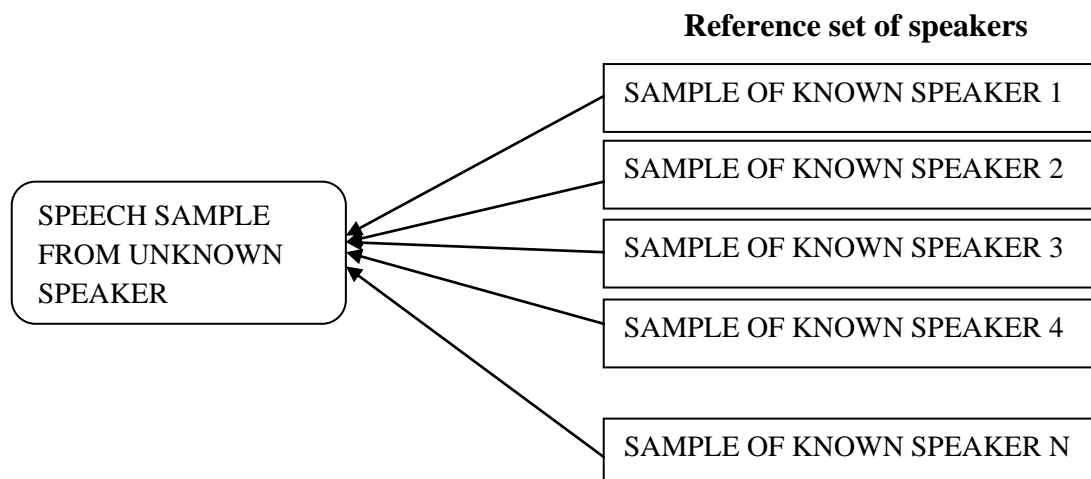 Reference set of speakers
SAMPLE OF KNOWN SPEAKER 1
SAMPLE OF KNOWN SPEAKER 2
SPEECH SAMPLE
FROM UNKNOWN
SPEAKER
SAMPLE OF KNOWN SPEAKER 3
SAMPLE OF KNOWN SPEAKER 4
SAMPLE OF KNOWN SPEAKER N